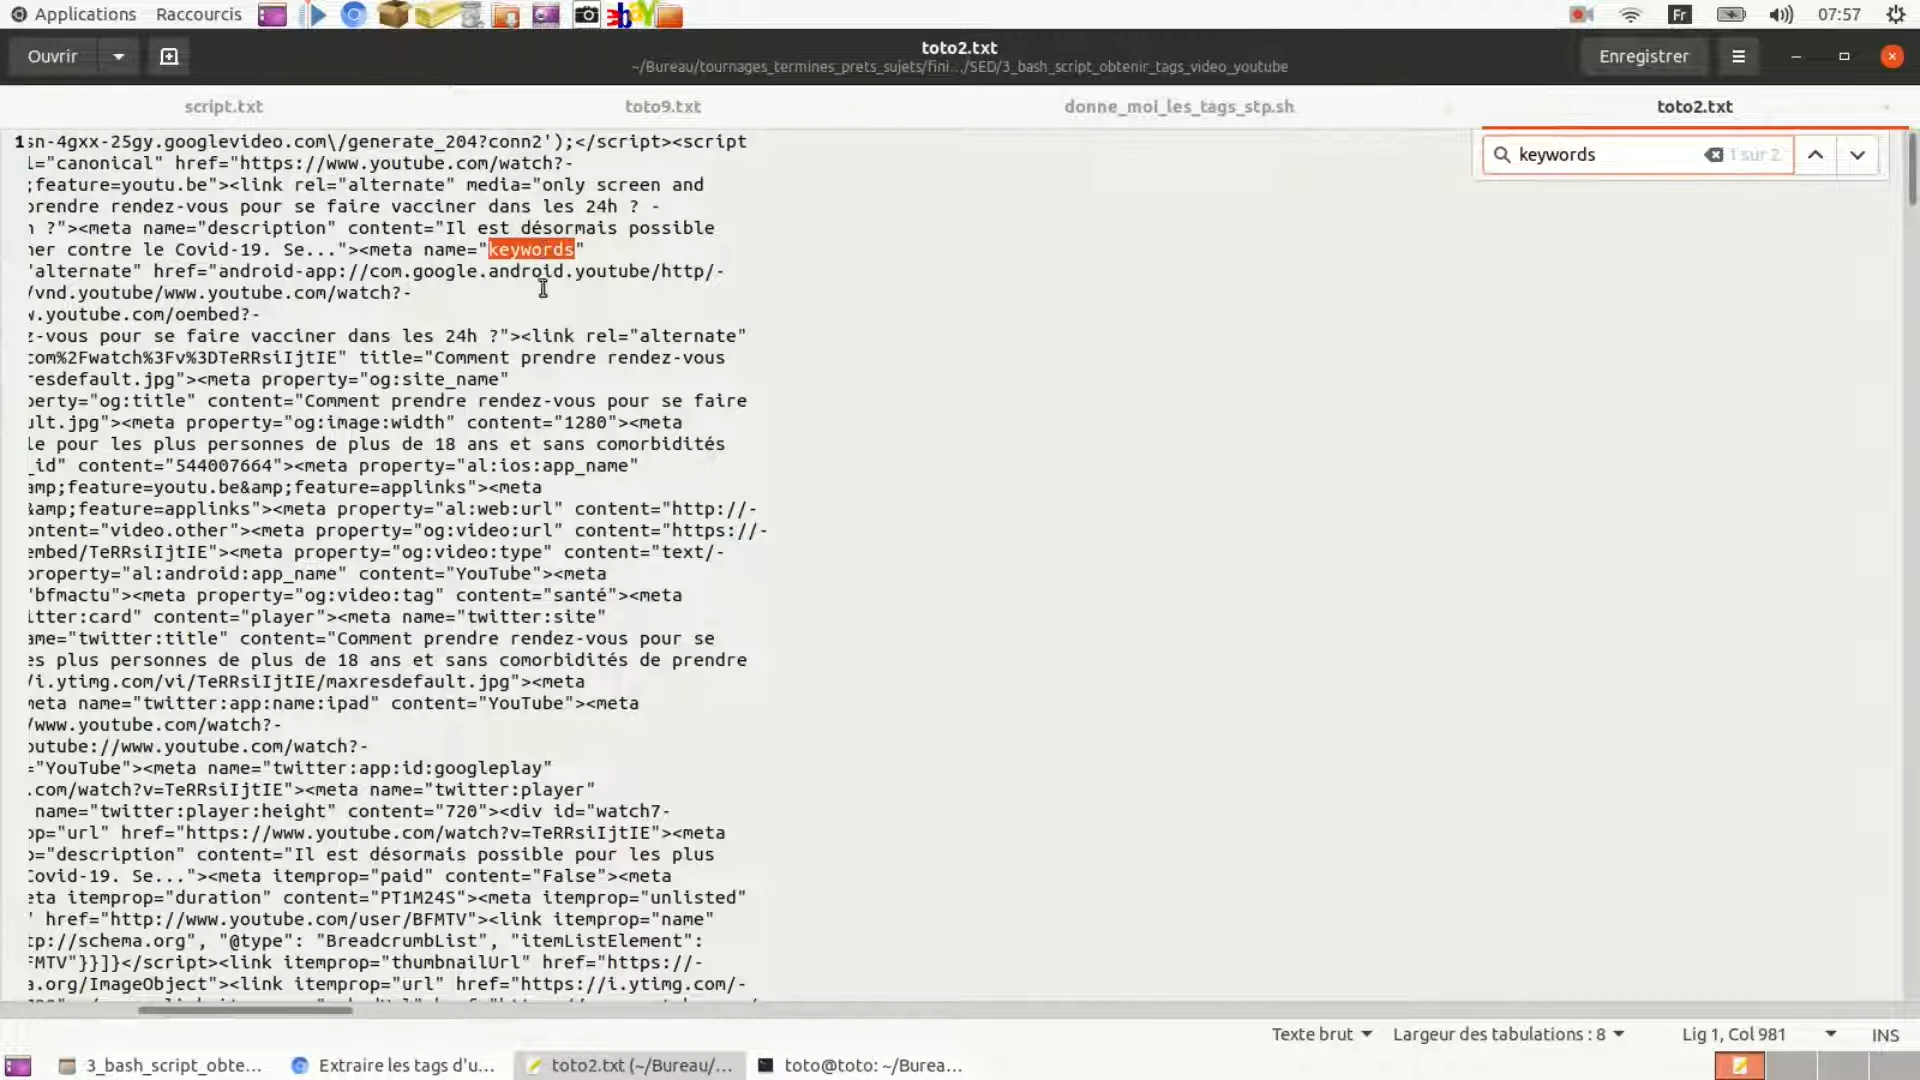 Applications Raccourcis Fr 07:57
Ouvrir toto2.txt Enregistrer
~/Bureau/tournages_termines_prets_sujets/fini…/SED/3_bash_script_obtenir_tags_video_youtube
script.txt toto9.txt donne_moi_les_tags_stp.sh toto2.txt
keywords 1 sur 2
1 sn-4gxx-25gy.googlevideo.com\/generate_204?conn2');</script><script
="canonical" href="https://www.youtube.com/watch?-
;feature=youtu.be"><link rel="alternate" media="only screen and
prendre rendez-vous pour se faire vacciner dans les 24h ? -
h ?"><meta name="description" content="Il est désormais possible
ner contre le Covid-19. Se..."><meta name="keywords"
"alternate" href="android-app://com.google.android.youtube/http/-
/vnd.youtube/www.youtube.com/watch?-
w.youtube.com/oembed?-
z-vous pour se faire vacciner dans les 24h ?"><link rel="alternate"
com%2Fwatch%3Fv%3DTeRRsiIjtIE" title="Comment prendre rendez-vous
resdefault.jpg"><meta property="og:site_name"
perty="og:title" content="Comment prendre rendez-vous pour se faire
ult.jpg"><meta property="og:image:width" content="1280"><meta
le pour les plus personnes de plus de 18 ans et sans comorbidités
_id" content="544007664"><meta property="al:ios:app_name"
amp;feature=youtu.be&amp;feature=applinks"><meta
&amp;feature=applinks"><meta property="al:web:url" content="http://-
ontent="video.other"><meta property="og:video:url" content="https://-
embed/TeRRsiIjtIE"><meta property="og:video:type" content="text/-
property="al:android:app_name" content="YouTube"><meta
"bfmactu"><meta property="og:video:tag" content="santé"><meta
itter:card" content="player"><meta name="twitter:site"
ame="twitter:title" content="Comment prendre rendez-vous pour se
es plus personnes de plus de 18 ans et sans comorbidités de prendre
/i.ytimg.com/vi/TeRRsiIjtIE/maxresdefault.jpg"><meta
meta name="twitter:app:name:ipad" content="YouTube"><meta
/www.youtube.com/watch?-
outube://www.youtube.com/watch?-
="YouTube"><meta name="twitter:app:id:googleplay"
.com/watch?v=TeRRsiIjtIE"><meta name="twitter:player"
name="twitter:player:height" content="720"><div id="watch7-
op="url" href="https://www.youtube.com/watch?v=TeRRsiIjtIE"><meta
="description" content="Il est désormais possible pour les plus
Covid-19. Se..."><meta itemprop="paid" content="False"><meta
eta itemprop="duration" content="PT1M24S"><meta itemprop="unlisted"
" href="http://www.youtube.com/user/BFMTV"><link itemprop="name"
tp://schema.org", "@type": "BreadcrumbList", "itemListElement":
FMTV"}}]}</script><link itemprop="thumbnailUrl" href="https://-
a.org/ImageObject"><link itemprop="url" href="https://i.ytimg.com/-
Texte brut Largeur des tabulations : 8 Lig 1, Col 981 INS
3_bash_script_obte... Extraire les tags d'u... toto2.txt (~/Bureau/... toto@toto: ~/Burea...